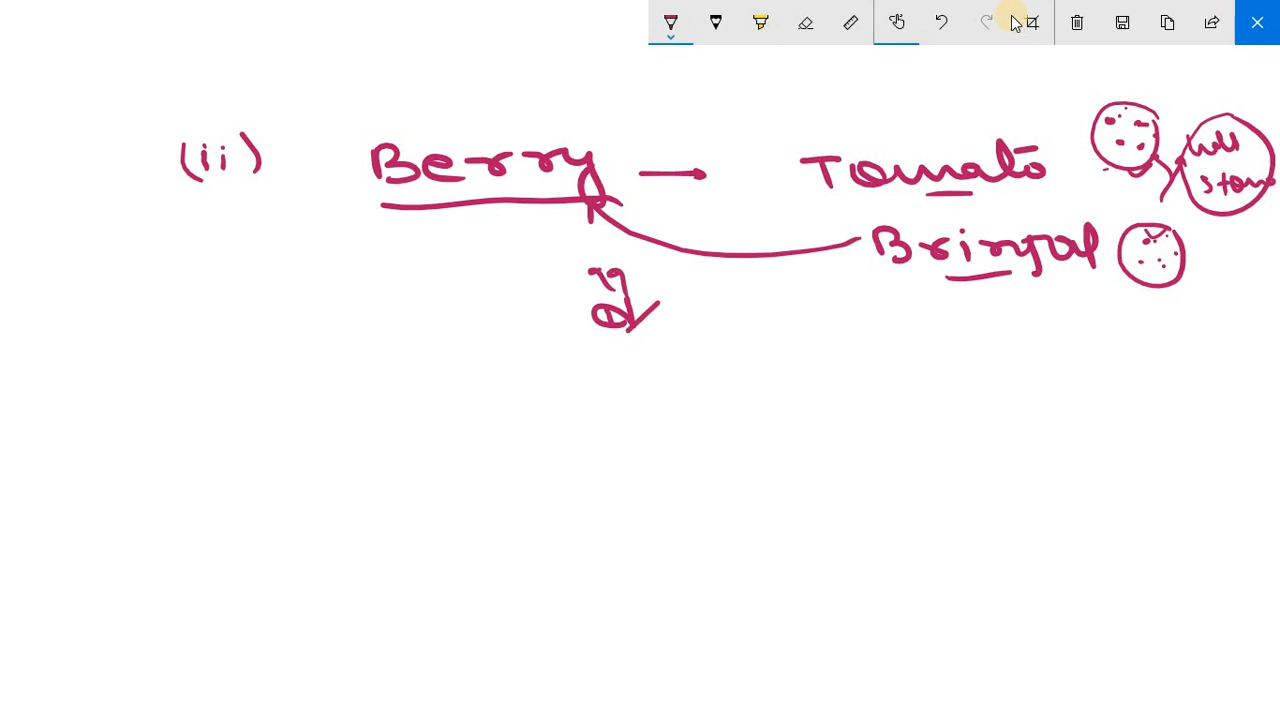 (ii) Berry → Tomato
Brinjal